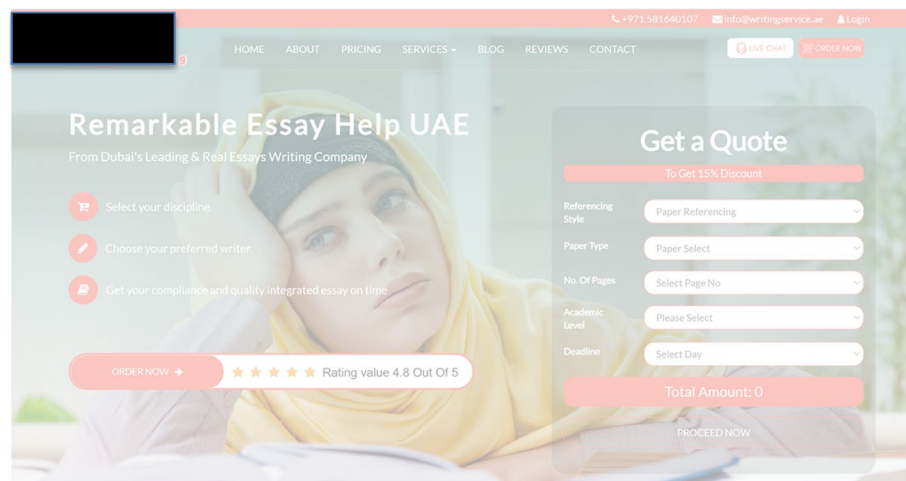 +971 581640107 info@writingservice.ae Login
HOME ABOUT PRICING SERVICES BLOG REVIEWS CONTACT
LIVE CHAT ORDER NOW
Remarkable Essay Help UAE
From Dubai's Leading & Real Essays Writing Company
Select your discipline
Choose your preferred writer
Get your compliance and quality integrated essay on time
ORDER NOW
Rating value 4.8 Out Of 5
Get a Quote
To Get 15% Discount
Referencing
Style
Paper Referencing
Paper Type
Paper Select
No. Of Pages
Select Page No
Academic
Level
Please Select
Deadline
Select Day
Total Amount: 0
PROCEED NOW